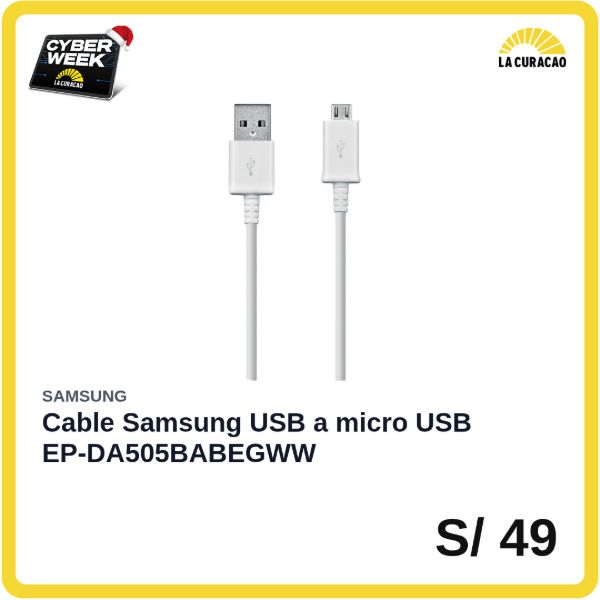 CYBER
WEEK
LA CURACAO
LA CURACAO
SAMSUNG
Cable Samsung USB a micro USB
EP-DA505BABEGWW
S/ 49